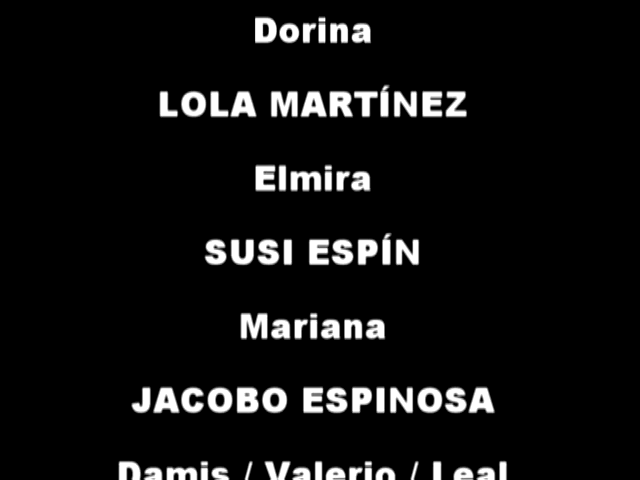 Dorina
LOLA MARTÍNEZ
Elmira
SUSI ESPÍN
Mariana
JACOBO ESPINOSA
Damis / Valerio / Leal